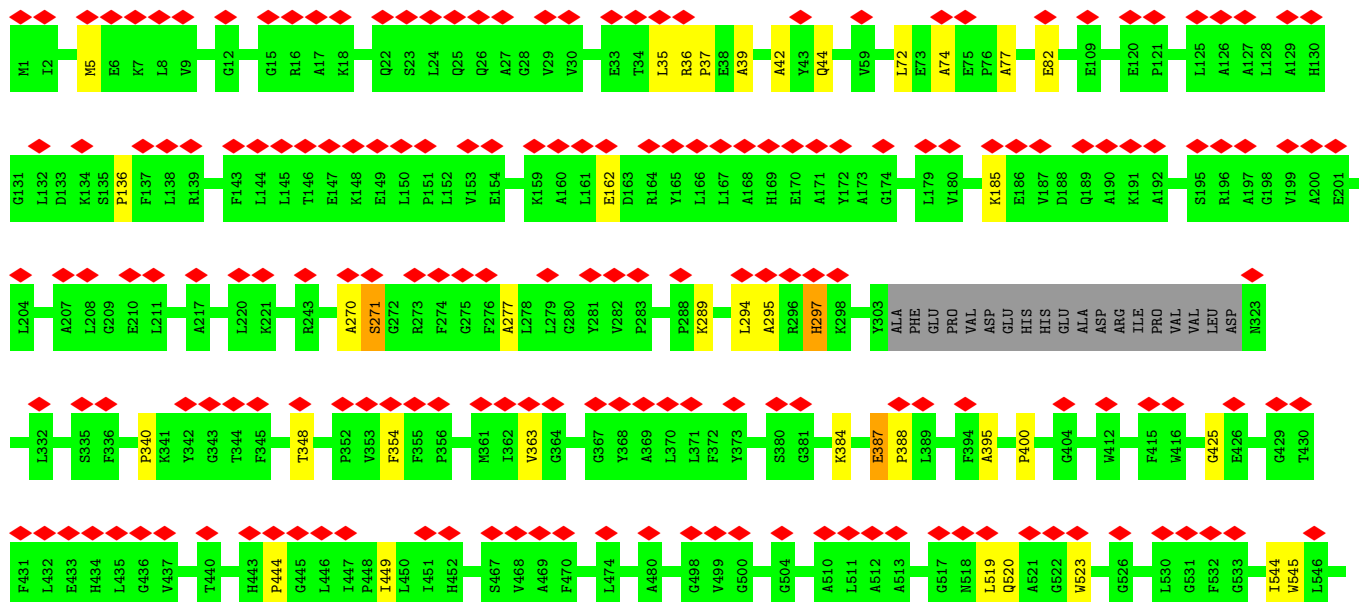 M1 I2 M5 E6 K7 L8 V9 G12 G15 R16 A17 K18 Q22 S23 L24 Q25 Q26 A27 G28 V29 V30 E33 T34 L35 R36 P37 E38 A39 A42 Y43 Q44 V59 L72 E73 A74 E75 P76 A77 E82 E109 E120 P121 L125 A126 A127 L128 A129 H130
G131 L132 D133 K134 S135 P136 F137 L138 R139 F143 L144 L145 T146 E147 K148 E149 L150 P151 L152 V153 E154 K159 A160 L161 E162 D163 R164 Y165 L166 L167 A168 H169 E170 A171 Y172 A173 G174 L179 V180 K185 E186 V187 D188 Q189 A190 K191 A192 S195 R196 A197 G198 V199 A200 E201
L204 A207 L208 G209 E210 L211 A217 L220 K221 R243 A270 S271 G272 R273 F274 G275 F276 A277 L278 L279 G280 Y281 V282 P283 P288 K289 L294 A295 R296 H297 K298 Y303 ALA PHE GLU PRO VAL ASP GLU HIS HIS GLU ALA ASP ARG ILE PRO VAL VAL LEU ASP N323
L332 S335 F336 P340 K341 Y342 G343 T344 F345 T348 P352 V353 F354 F355 P356 M361 I362 V363 G364 G367 Y368 A369 L370 L371 F372 Y373 S380 G381 K384 E387 P388 L389 F394 A395 P400 G404 W412 F415 W416 G425 E426 G429 T430
F431 L432 E433 H434 L435 G436 V437 T440 H443 P444 G445 L446 I447 P448 I449 L450 I451 H452 S467 V468 A469 F470 L474 A480 G498 V499 G500 G504 A510 L511 A512 A513 G517 N518 L519 Q520 A521 G522 W523 G526 L530 G531 F532 G533 I544 W545 L546